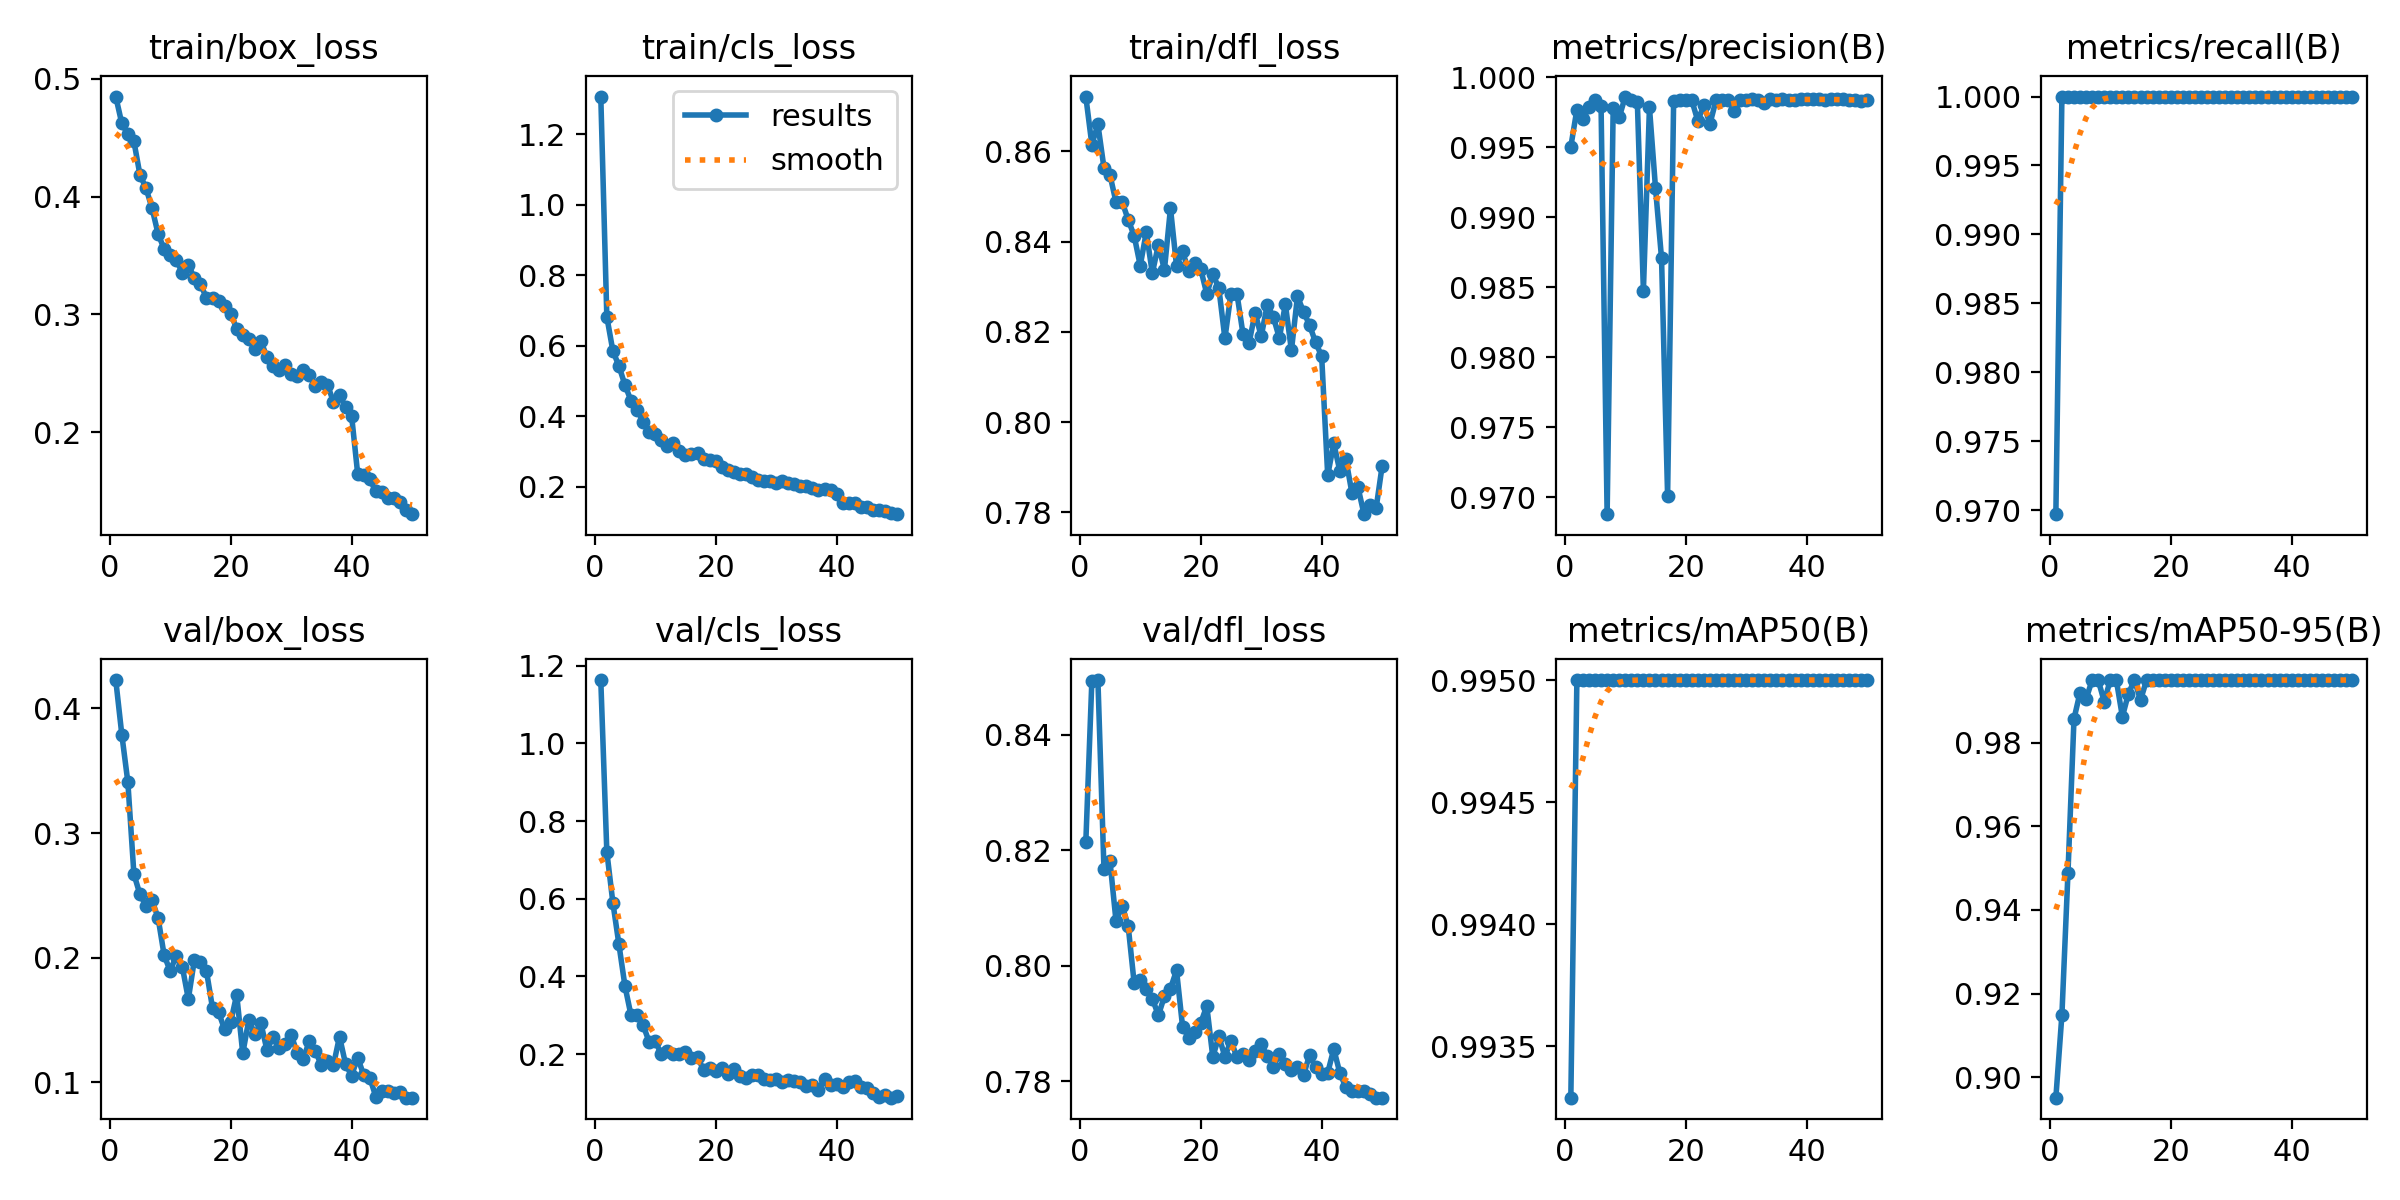 train/box_loss
0.5
0.4
0.3
0.2
0 20 40
train/cls_loss
results
smooth
1.2
1.0
0.8
0.6
0.4
0.2
0 20 40
train/dfl_loss
0.86
0.84
0.82
0.80
0.78
0 20 40
metrics/precision(B)
1.000
0.995
0.990
0.985
0.980
0.975
0.970
0 20 40
metrics/recall(B)
1.000
0.995
0.990
0.985
0.980
0.975
0.970
0 20 40
val/box_loss
0.4
0.3
0.2
0.1
0 20 40
val/cls_loss
1.2
1.0
0.8
0.6
0.4
0.2
0 20 40
val/dfl_loss
0.84
0.82
0.80
0.78
0 20 40
metrics/mAP50(B)
0.9950
0.9945
0.9940
0.9935
0 20 40
metrics/mAP50-95(B)
0.98
0.96
0.94
0.92
0.90
0 20 40